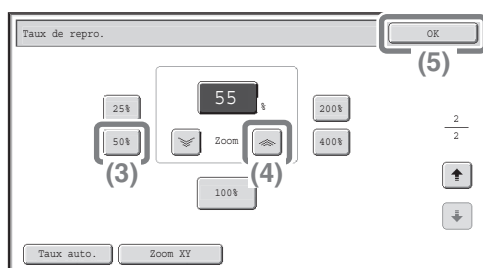 Taux de repro.
OK
(5)
55 %
25%
200%
50%
Zoom
400%
2
2
(3)
(4)
100%
Taux auto.
Zoom XY